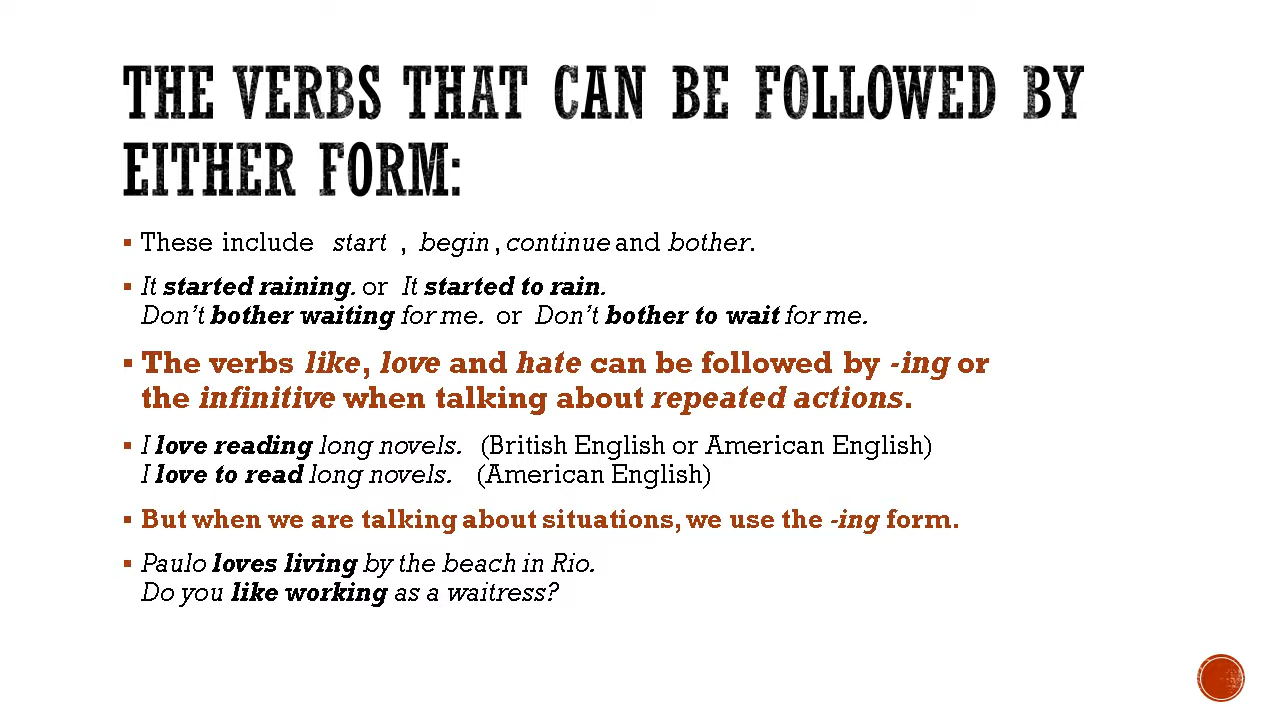 THE VERBS THAT CAN BE FOLLOWED BY
EITHER FORM:
▪ These include start , begin , continue and bother.
▪ It started raining. or It started to rain.
Don’t bother waiting for me. or Don’t bother to wait for me.
▪ The verbs like, love and hate can be followed by -ing or
the infinitive when talking about repeated actions.
▪ I love reading long novels. (British English or American English)
I love to read long novels. (American English)
▪ But when we are talking about situations, we use the -ing form.
▪ Paulo loves living by the beach in Rio.
Do you like working as a waitress?